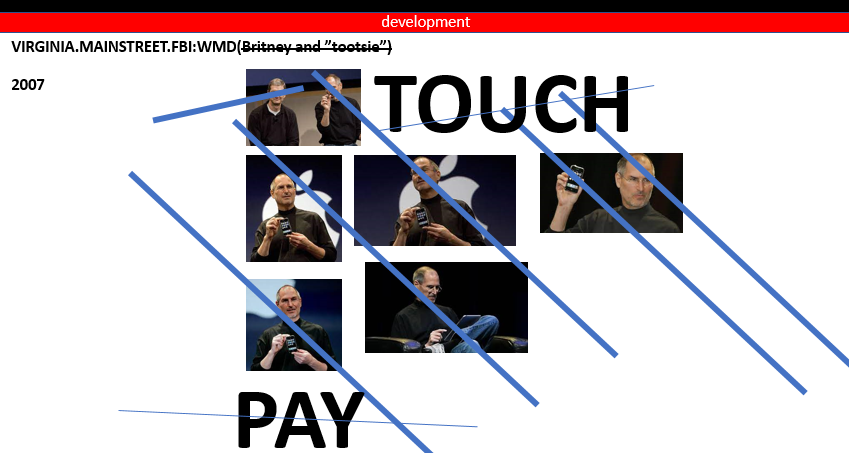 development
VIRGINIA.MAINSTREET.FBI:WMD(Britney and ”tootsie”)
2007
TOUCH
PAY